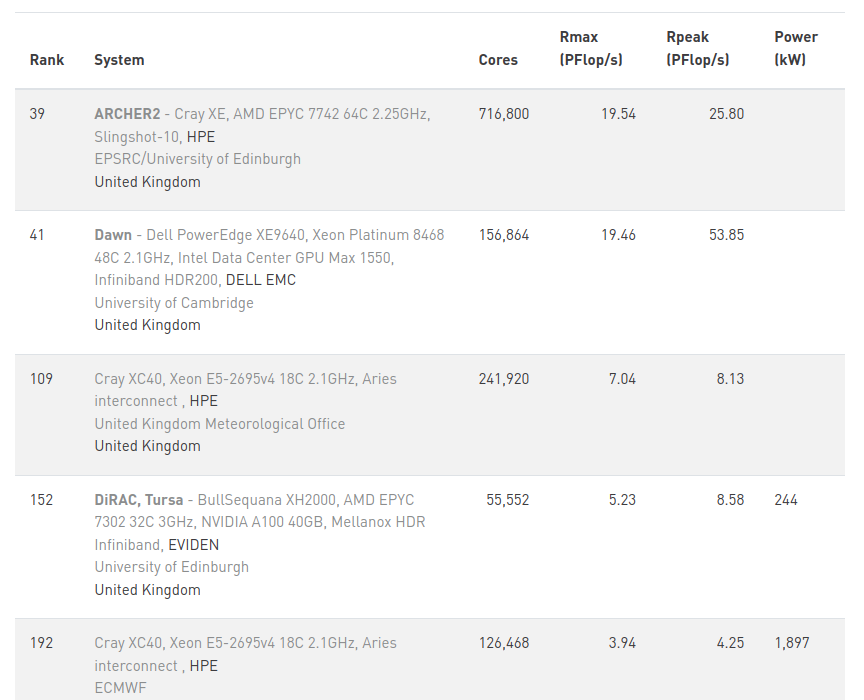 Rank System Cores Rmax (PFlop/s) Rpeak (PFlop/s) Power (kW)
39 ARCHER2 - Cray XE, AMD EPYC 7742 64C 2.25GHz, 716,800 19.54 25.80
Slingshot-10, HPE
EPSRC/University of Edinburgh
United Kingdom
41 Dawn - Dell PowerEdge XE9640, Xeon Platinum 8468 156,864 19.46 53.85
48C 2.1GHz, Intel Data Center GPU Max 1550,
Infiniband HDR200, DELL EMC
University of Cambridge
United Kingdom
109 Cray XC40, Xeon E5-2695v4 18C 2.1GHz, Aries 241,920 7.04 8.13
interconnect , HPE
United Kingdom Meteorological Office
United Kingdom
152 DiRAC, Tursa - BullSequana XH2000, AMD EPYC 55,552 5.23 8.58 244
7302 32C 3GHz, NVIDIA A100 40GB, Mellanox HDR
Infiniband, EVIDEN
University of Edinburgh
United Kingdom
192 Cray XC40, Xeon E5-2695v4 18C 2.1GHz, Aries 126,468 3.94 4.25 1,897
interconnect , HPE
ECMWF